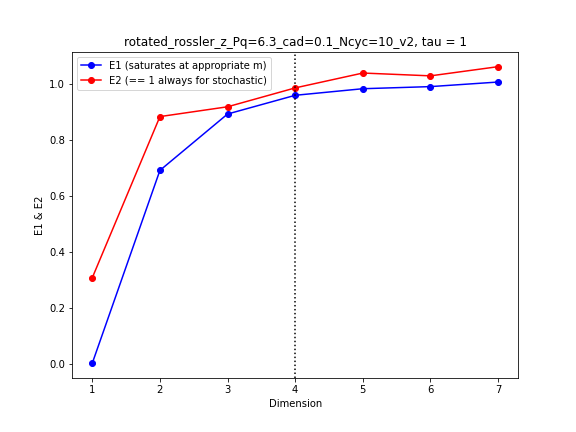 rotated_rossler_z_Pq=6.3_cad=0.1_Ncyc=10_v2, tau = 1
E1 (saturates at appropriate m)
E2 (== 1 always for stochastic)
1.0
0.8
0.6
0.4
0.2
0.0
E1 & E2
1 2 3 4 5 6 7
Dimension